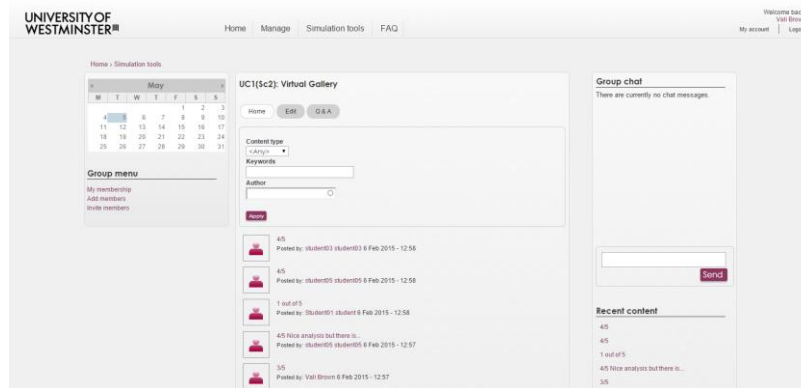 UNIVERSITY OF
WESTMINSTER
Home Manage Simulation tools FAQ
Welcome bac
Vali Brow
My account Logo
Home › Simulation tools
« May »
M T W T F S S
1 2 3
4 5 6 7 8 9 10
11 12 13 14 15 16 17
18 19 20 21 22 23 24
25 26 27 28 29 30 31
Group menu
My membership
Add members
Invite members
UC1(Sc2): Virtual Gallery
Home Edit Q & A
Content type
<Any>
Keywords
Author
Apply
4/5
Posted by: student03 student03 6 Feb 2015 - 12:58
4/5
Posted by: student05 student05 6 Feb 2015 - 12:58
1 out of 5
Posted by: Student01 student 6 Feb 2015 - 12:58
4/5 Nice analysis but there is...
Posted by: student05 student05 6 Feb 2015 - 12:57
3/5
Posted by: Vali Brown 6 Feb 2015 - 12:57
Group chat
There are currently no chat messages.
Send
Recent content
4/5
4/5
1 out of 5
4/5 Nice analysis but there is...
3/5